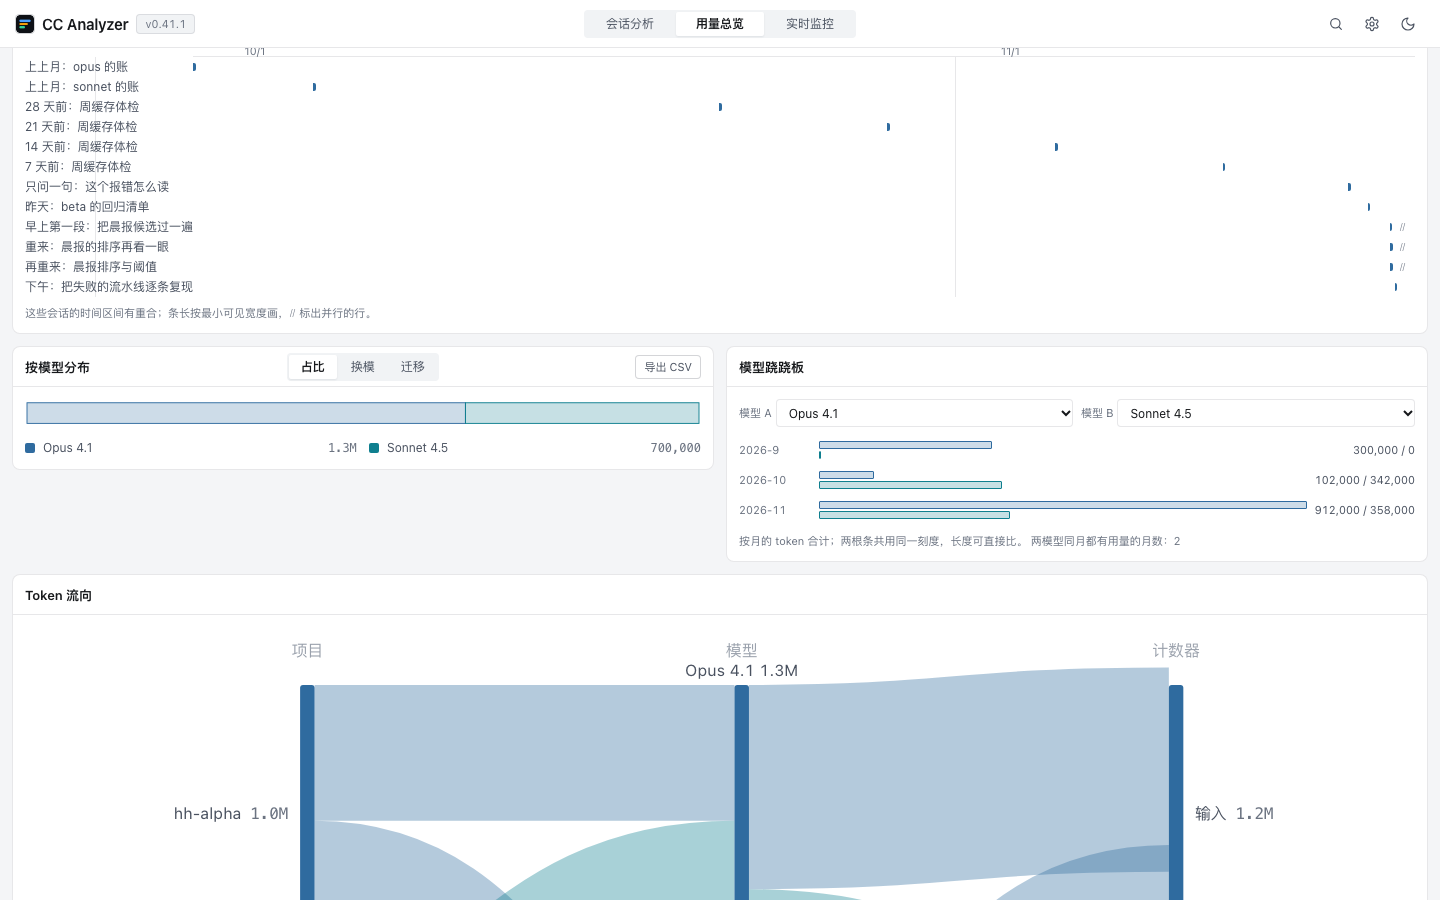 CC Analyzer v0.41.1 会话分析 用量总览 实时监控
10/1 11/1
上上月：opus 的账
上上月：sonnet 的账
28 天前：周缓存体检
21 天前：周缓存体检
14 天前：周缓存体检
7 天前：周缓存体检
只问一句：这个报错怎么读
昨天：beta 的回归清单
早上第一段：把晨报候选过一遍 //
重来：晨报的排序再看一眼 //
再重来：晨报排序与阈值 //
下午：把失败的流水线逐条复现
这些会话的时间区间有重合；条长按最小可见宽度画，// 标出并行的行。
按模型分布 占比 换模 迁移 导出 CSV
Opus 4.1 1.3M Sonnet 4.5 700,000
模型跷跷板
模型 A Opus 4.1 模型 B Sonnet 4.5
2026-9 300,000 / 0
2026-10 102,000 / 342,000
2026-11 912,000 / 358,000
按月的 token 合计；两根条共用同一刻度，长度可直接比。 两模型同月都有用量的月数：2
Token 流向
项目 模型 计数器
Opus 4.1 1.3M
hh-alpha 1.0M 输入 1.2M